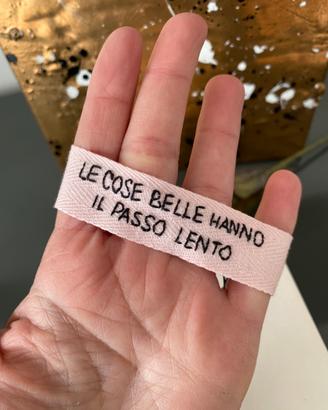 LE COSE BELLE HANNO
IL PASSO LENTO